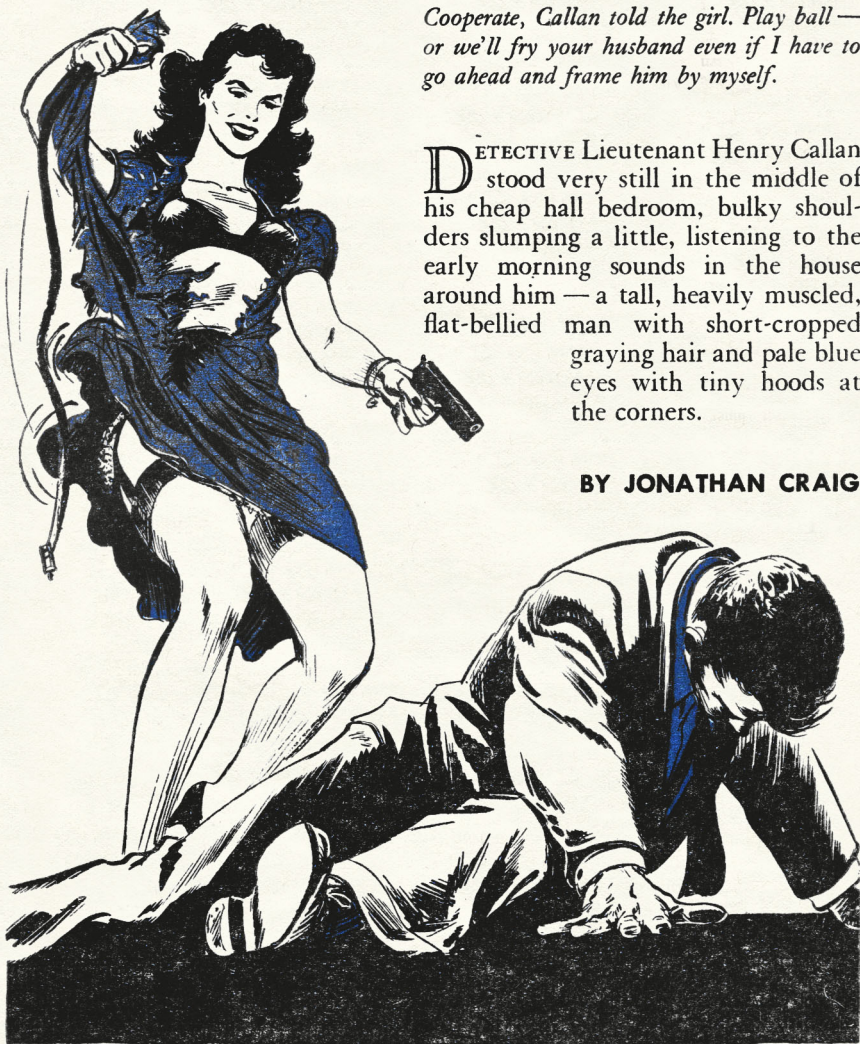 Cooperate, Callan told the girl. Play ball —
or we'll fry your husband even if I have to
go ahead and frame him by myself.
DETECTIVE Lieutenant Henry Callan
stood very still in the middle of
his cheap hall bedroom, bulky shoul-
ders slumping a little, listening to the
early morning sounds in the house
around him — a tall, heavily muscled,
flat-bellied man with short-cropped
graying hair and pale blue
eyes with tiny hoods at
the corners.
BY JONATHAN CRAIG